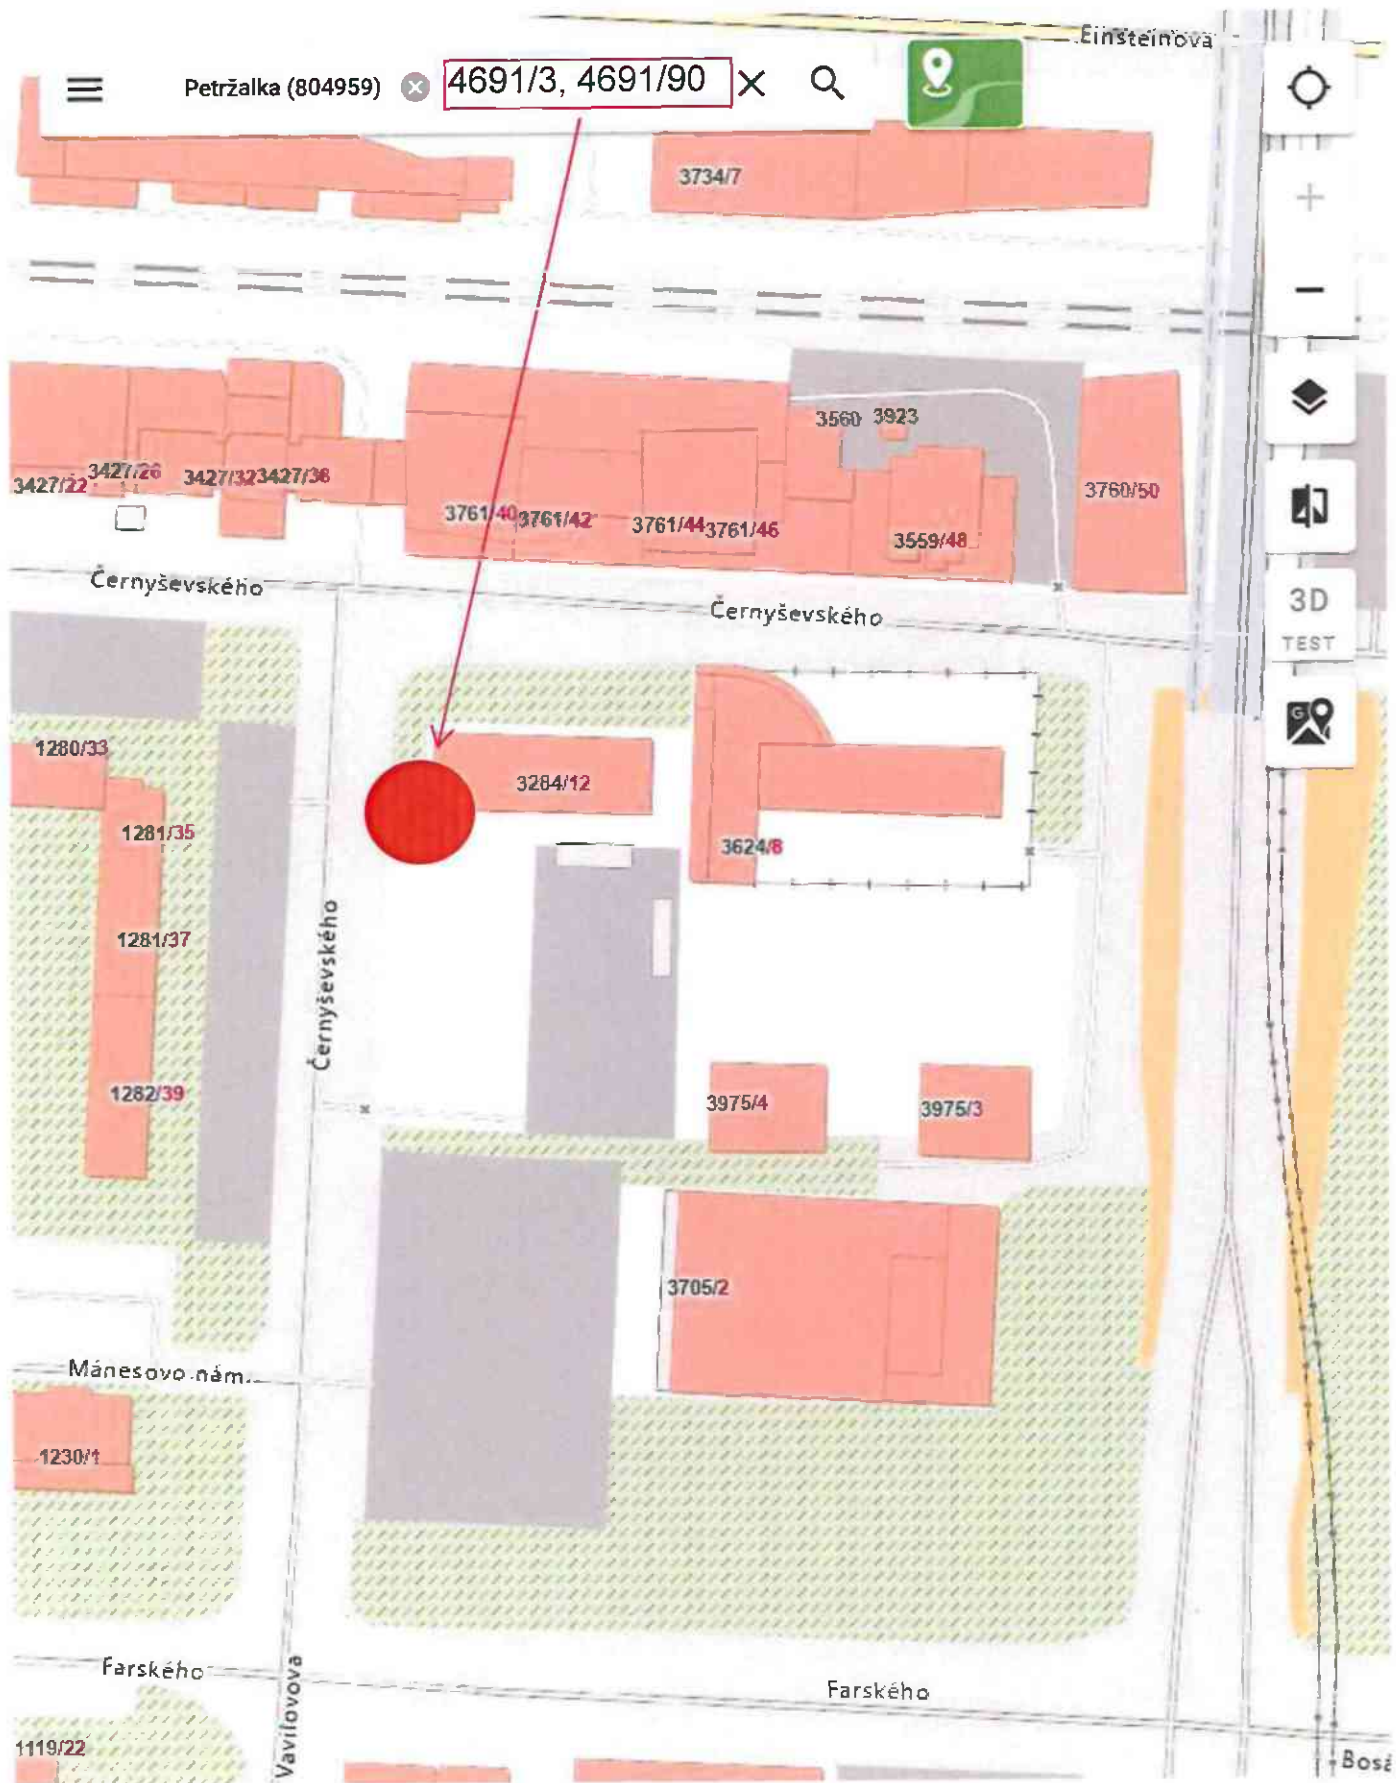 Einsteinova
Petržalka (804959) 4691/3, 4691/90
3734/7
3560 3923
3427/22 3427/26 3427/32 3427/36
3760/50
3761/40 3761/42 3761/44 3761/46
3559/48
Černyševského
Černyševského
3D
TEST
G
1280/33
3284/12
1281/35
3624/8
1281/37
Černyševského
1282/39
3975/4
3975/3
3705/2
Mánesovo nám.
1230/1
Farského
Farského
Vavilovova
1119/22
Bosá